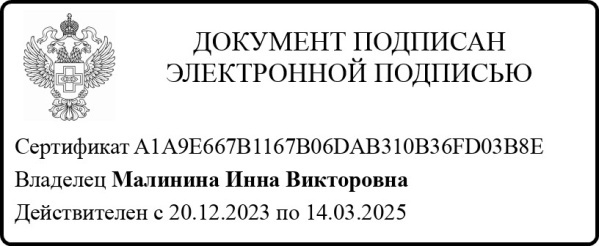 ДОКУМЕНТ ПОДПИСАН
ЭЛЕКТРОННОЙ ПОДПИСЬЮ
Сертификат A1A9E667B1167B06DAB310B36FD03B8E
Владелец Малинина Инна Викторовна
Действителен с 20.12.2023 по 14.03.2025